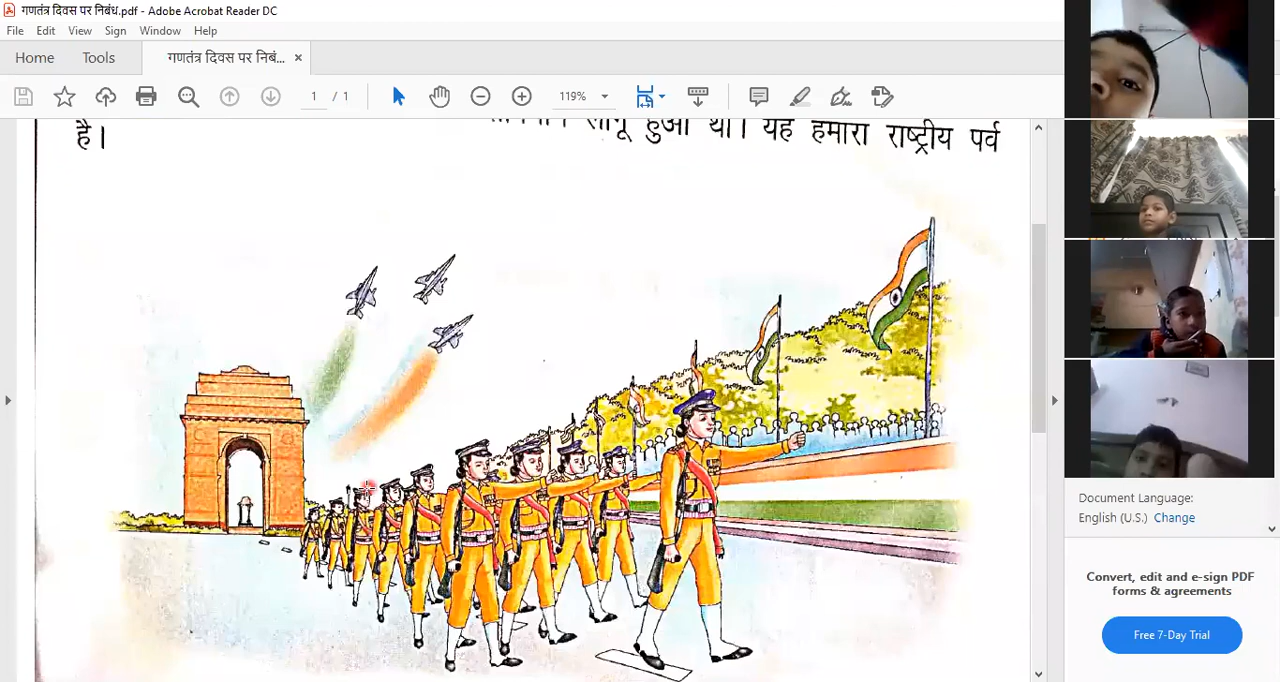 गणतंत्र दिवस पर निबंध.pdf - Adobe Acrobat Reader DC
File Edit View Sign Window Help
Home Tools गणतंत्र दिवस पर निबं... ×
1 / 1 119%
लागू हुआ था। यह हमारा राष्ट्रीय पर्व
है।
Document Language:
English (U.S.) Change
Convert, edit and e-sign PDF
forms & agreements
Free 7-Day Trial